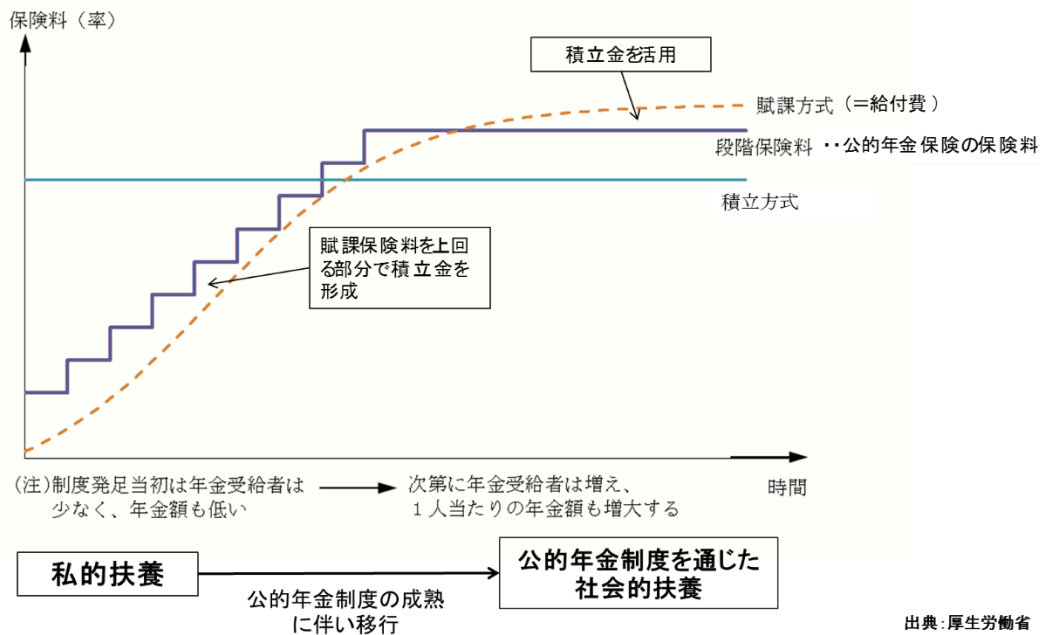 保険料（率）
積立金を活用
賦課方式（＝給付費）
段階保険料・・公的年金保険の保険料
積立方式
賦課保険料を上回
る部分で積立金を
形成
（注）制度発足当初は年金受給者は
少なく、年金額も低い
次第に年金受給者は増え、
１人当たりの年金額も増大する
時間
私的扶養
公的年金制度の成熟
に伴い移行
公的年金制度を通じた
社会的扶養
出典：厚生労働省